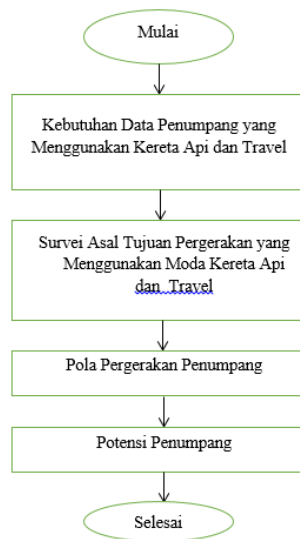 Mulai
Kebutuhan Data Penumpang yang
Menggunakan Kereta Api dan Travel
Survei Asal Tujuan Pergerakan yang
Menggunakan Moda Kereta Api
dan Travel
Pola Pergerakan Penumpang
Potensi Penumpang
Selesai